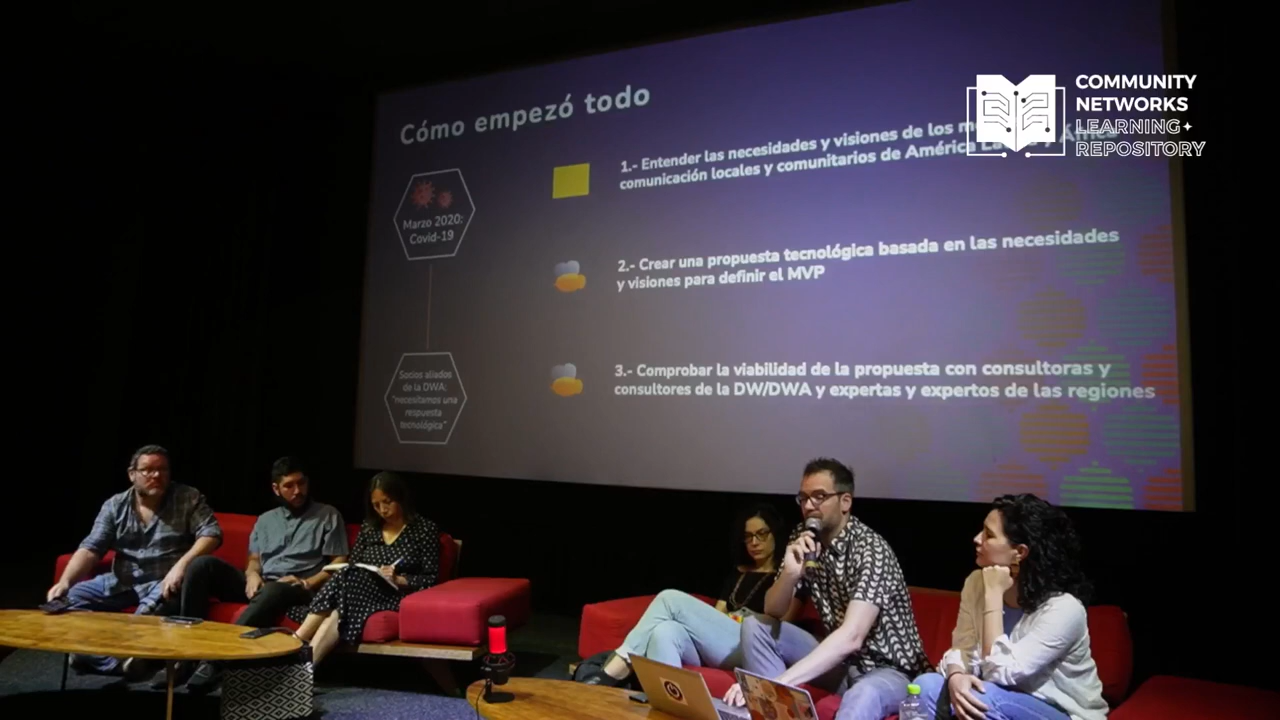 Cómo empezó todo
COMMUNITY
NETWORKS
LEARNING
REPOSITORY
Marzo 2020:
Covid-19
1.- Entender las necesidades y visiones de los
comunicación locales y comunitarios de América
2.- Crear una propuesta tecnológica basada en las necesidades
y visiones para definir el MVP
Socios aliados
de la DWA:
"necesitamos una
respuesta
tecnológica"
3.- Comprobar la viabilidad de la propuesta con consultoras y
consultores de la DW/DWA y expertas y expertos de las regiones